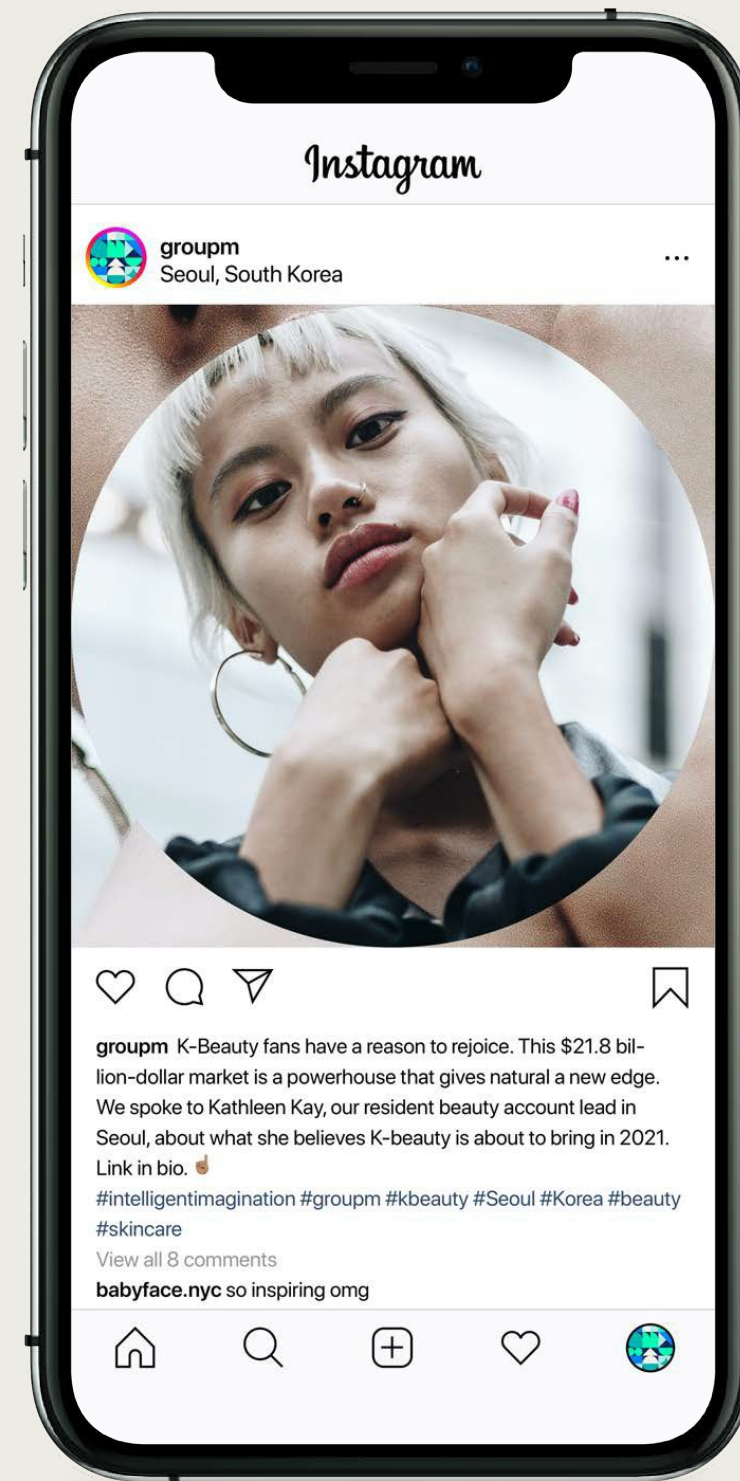 Instagram
groupm
Seoul, South Korea
groupm K-Beauty fans have a reason to rejoice. This $21.8 bil-
lion-dollar market is a powerhouse that gives natural a new edge.
We spoke to Kathleen Kay, our resident beauty account lead in
Seoul, about what she believes K-beauty is about to bring in 2021.
Link in bio. ☝🏽
#intelligentimagination #groupm #kbeauty #Seoul #Korea #beauty
#skincare
View all 8 comments
babyface.nyc so inspiring omg